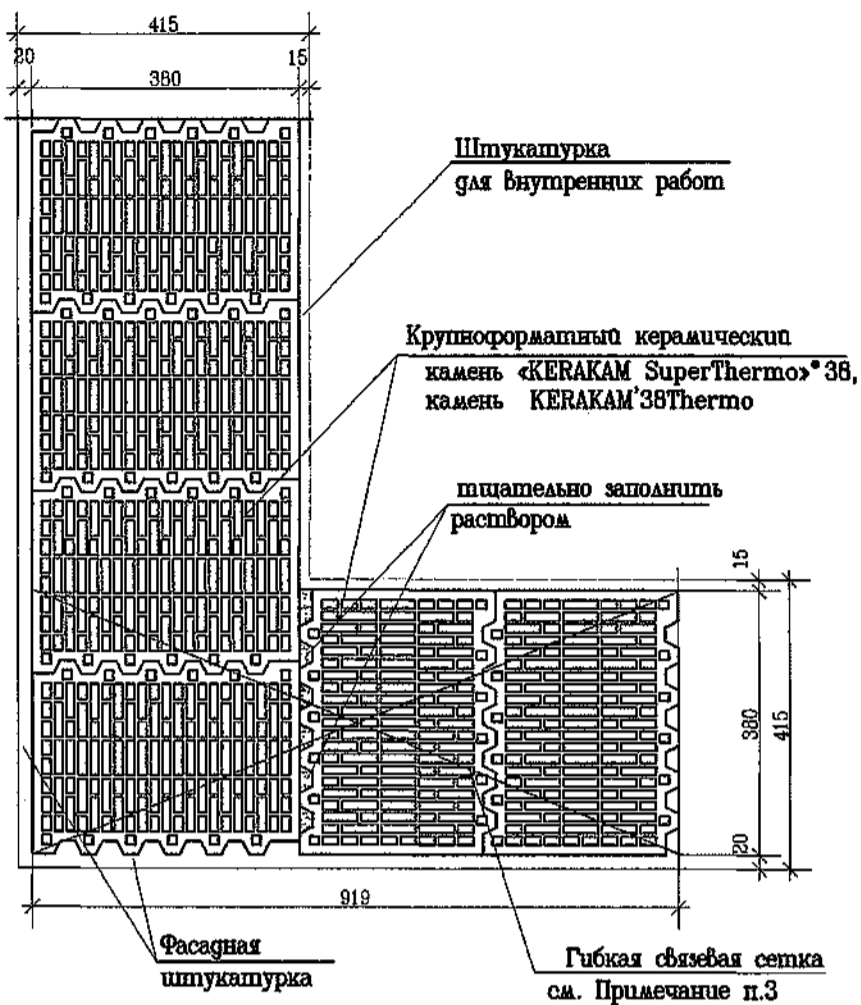 415
20
15
380
Штукатурка
для внутренних работ
Крупноформатный керамический
камень «KERAKAM SuperThermo»® 38,
камень KERAKAM'38Thermo
тщательно заполнить
раствором
15
380
415
20
919
Фасадная
штукатурка
Гибкая связевая сетка
см. Примечание п.3